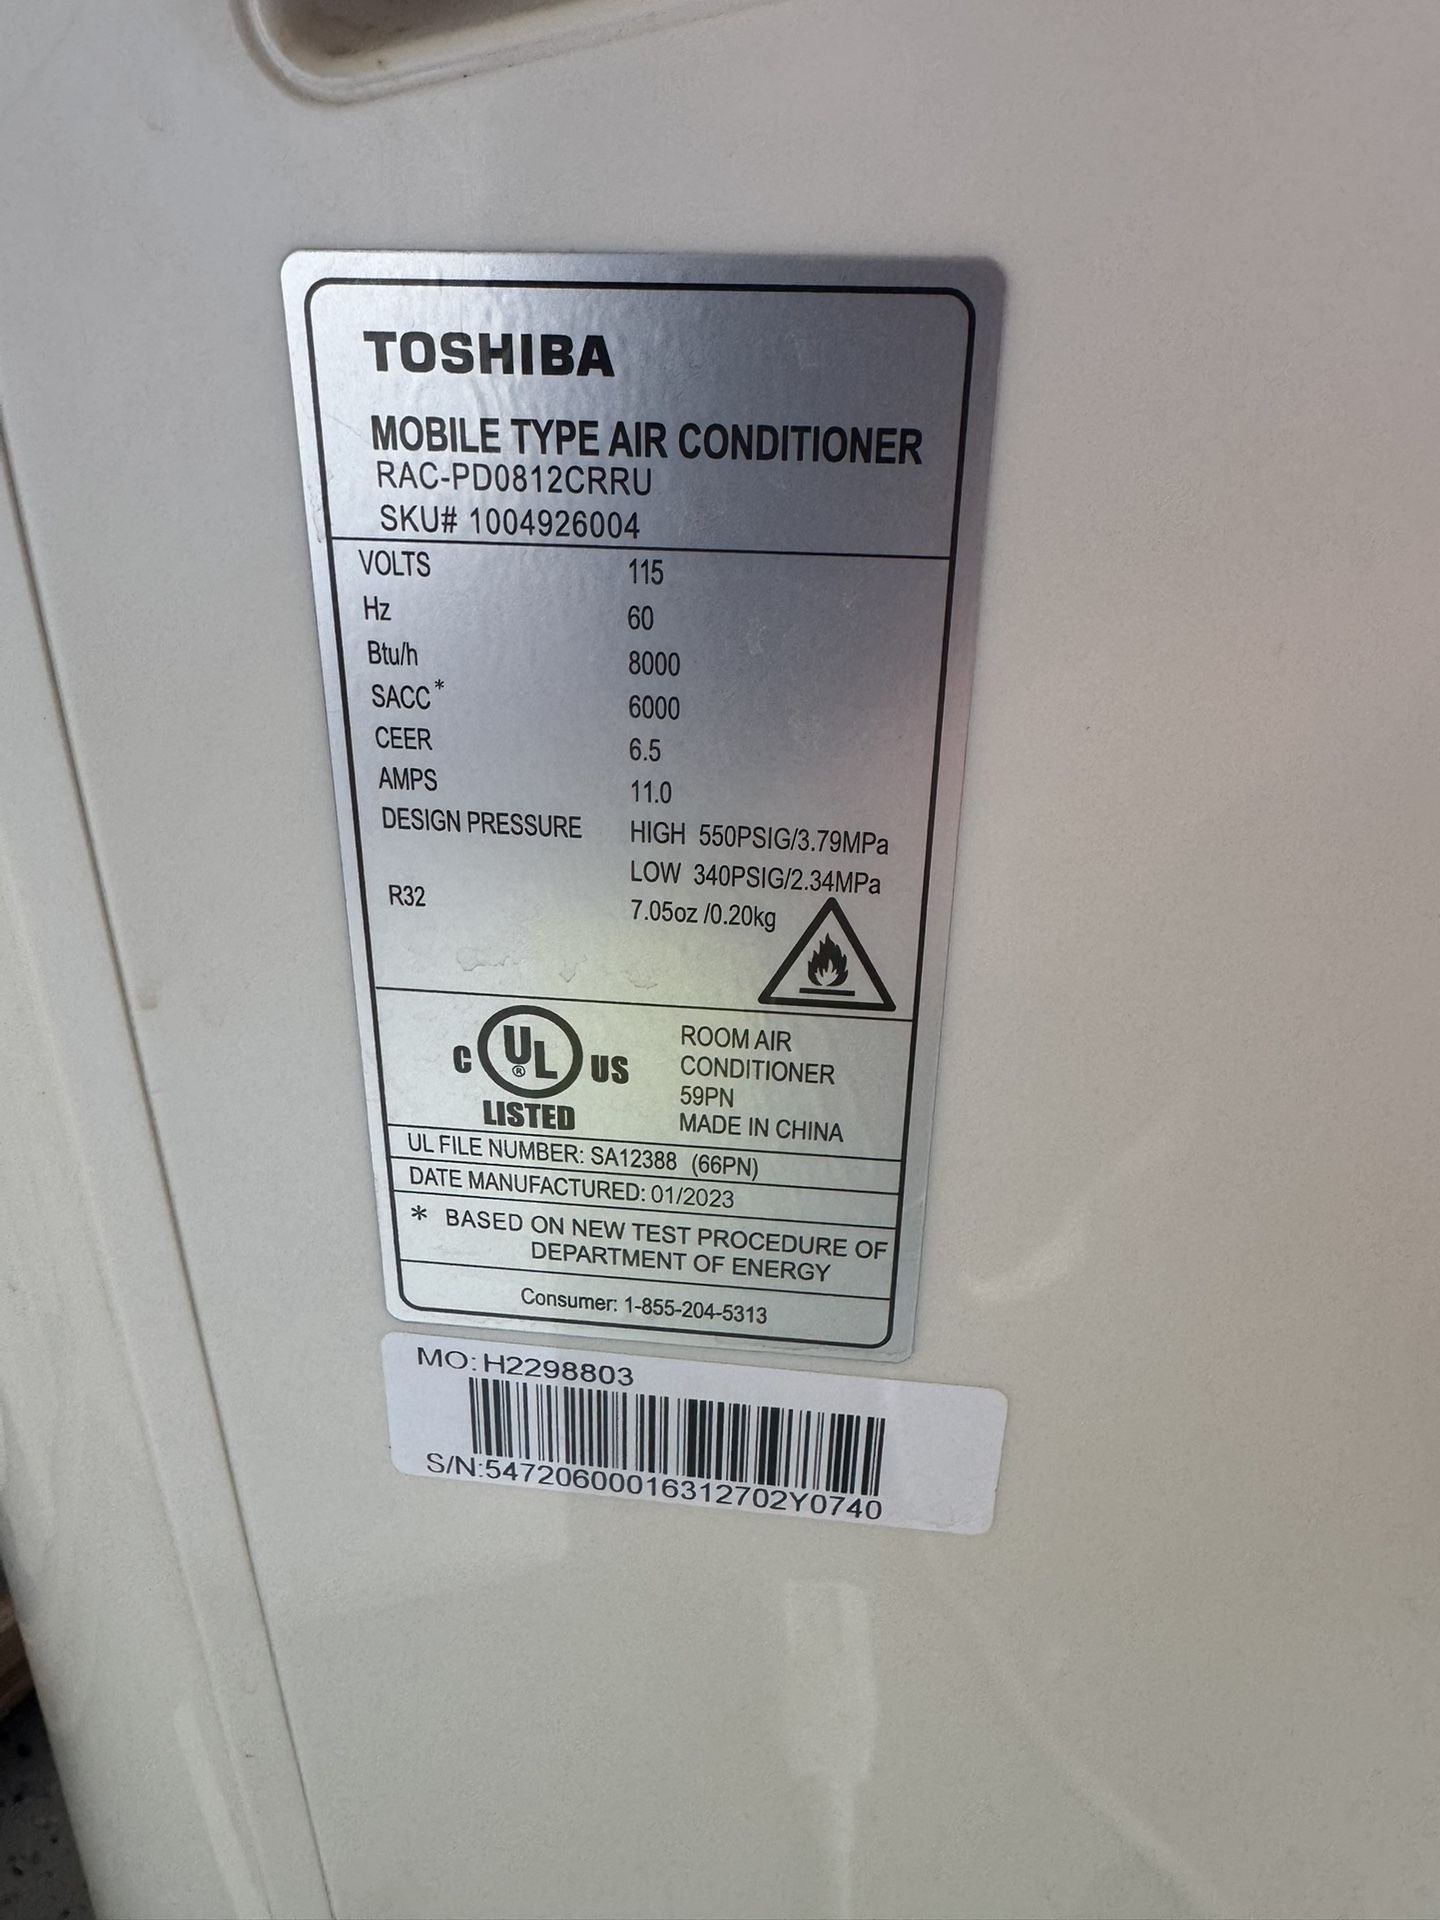 TOSHIBA
MOBILE TYPE AIR CONDITIONER
RAC-PD0812CRRU
SKU# 1004926004
VOLTS 115
Hz 60
Btu/h 8000
SACC* 6000
CEER 6.5
AMPS 11.0
DESIGN PRESSURE HIGH 550PSIG/3.79MPa
LOW 340PSIG/2.34MPa
R32 7.05oz /0.20kg
C UL® US
LISTED
ROOM AIR
CONDITIONER
59PN
MADE IN CHINA
UL FILE NUMBER: SA12388 (66PN)
DATE MANUFACTURED: 01/2023
* BASED ON NEW TEST PROCEDURE OF
DEPARTMENT OF ENERGY
Consumer: 1-855-204-5313
MO: H2298803
S/N:54720600016312702Y0740